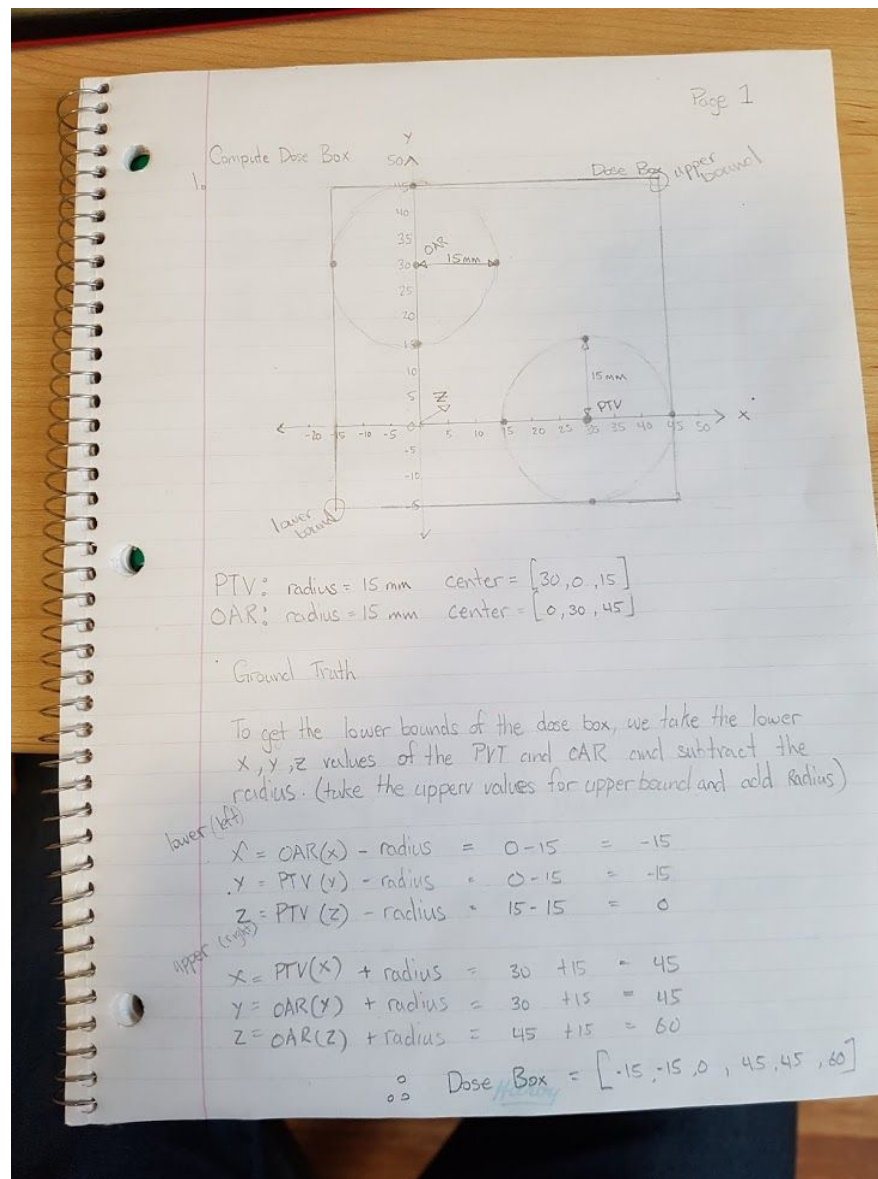 Page 1
Compute Dose Box
1.
Y
50
Dose Box
upper bound
45
40
35
OAR
30
15mm
25
20
15
10
15 mm
5
Z
PTV
X
-20 -15 -10 -5 0 5 10 15 20 25 30 35 40 45 50
-5
-10
lower bound
PTV: radius = 15 mm center = [30, 0, 15]
OAR: radius = 15 mm center = [0, 30, 45]
Ground Truth
To get the lower bounds of the dose box, we take the lower
X, Y, Z values of the PVT and OAR and subtract the
radius. (take the upperv values for upper bound and add Radius)
lower (left)
X = OAR(x) - radius = 0-15 = -15
Y = PTV (Y) - radius = 0-15 = -15
Z = PTV (Z) - radius = 15-15 = 0
upper (right)
X = PTV(X) + radius = 30 +15 = 45
Y = OAR(Y) + radius = 30 +15 = 45
Z = OAR(Z) + radius = 45 +15 = 60
∴ Dose Box = [-15, -15, 0, 45, 45, 60]
Hilroy